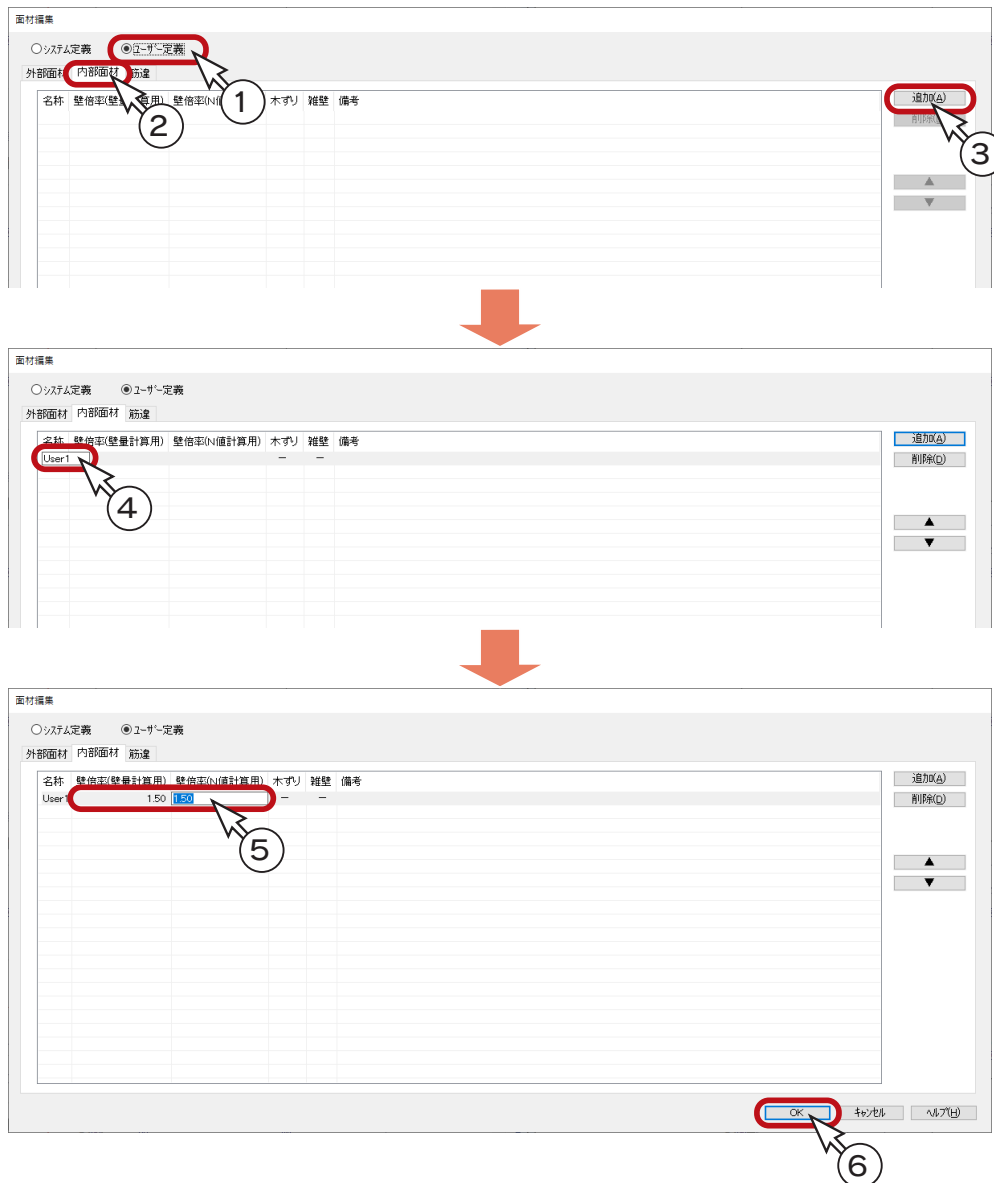 面材編集
システム定義 ユーザー定義
外部面材 内部面材 筋違
1
名称 壁倍率(壁 算用) 壁倍率(N 木ずり 雑壁 備考 追加(A)
2
削除
3
▲
▼
面材編集
システム定義 ユーザー定義
外部面材 内部面材 筋違
名称 壁倍率(壁量計算用) 壁倍率(N値計算用) 木ずり 雑壁 備考 追加(A)
User1 － － 削除(D)
4
▲
▼
面材編集
システム定義 ユーザー定義
外部面材 内部面材 筋違
名称 壁倍率(壁量計算用) 壁倍率(N値計算用) 木ずり 雑壁 備考 追加(A)
User1 1.50 1.50 － － 削除(D)
5
▲
▼
OK キャンセル ヘルプ(H)
6